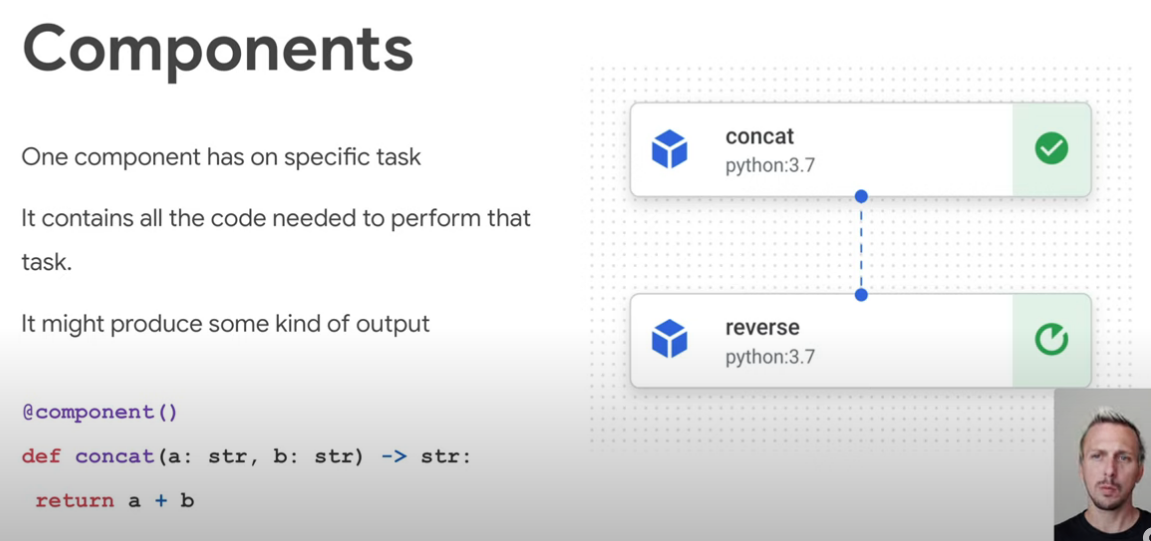 Components
One component has on specific task
It contains all the code needed to perform that
task.
It might produce some kind of output
@component()
def concat(a: str, b: str) -> str:
return a + b
concat
python:3.7
reverse
python:3.7